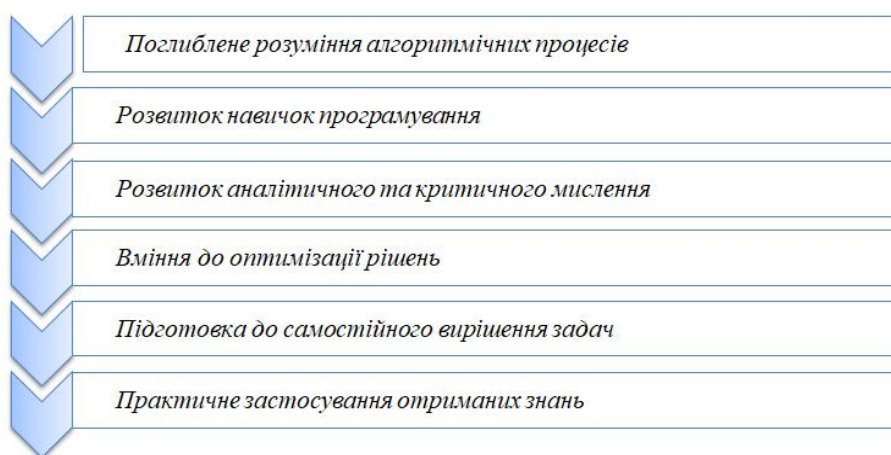 Поглиблене розуміння алгоритмічних процесів
Розвиток навичок програмування
Розвиток аналітичного та критичного мислення
Вміння до оптимізації рішень
Підготовка до самостійного вирішення задач
Практичне застосування отриманих знань